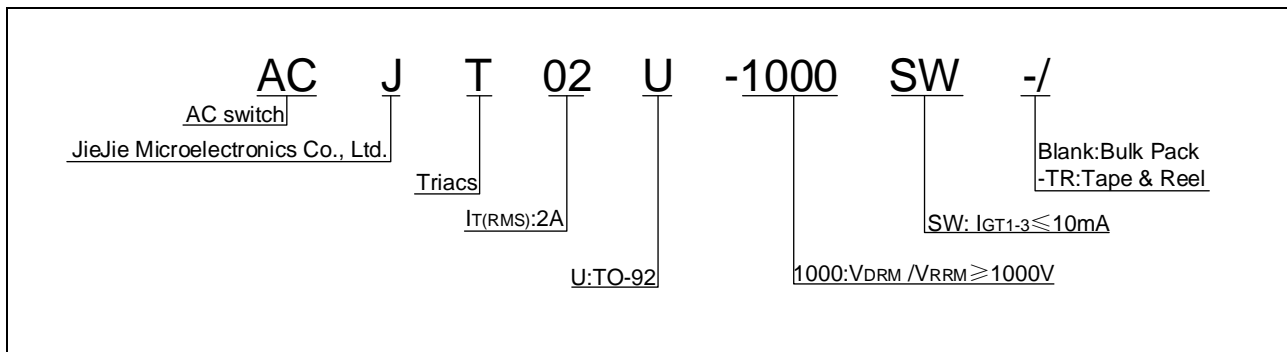 AC J T 02 U -1000 SW -/
AC switch
JieJie Microelectronics Co., Ltd.
Blank:Bulk Pack
-TR:Tape & Reel
Triacs
IT(RMS):2A
SW: IGT1-3≤10mA
U:TO-92
1000:VDRM /VRRM≥1000V